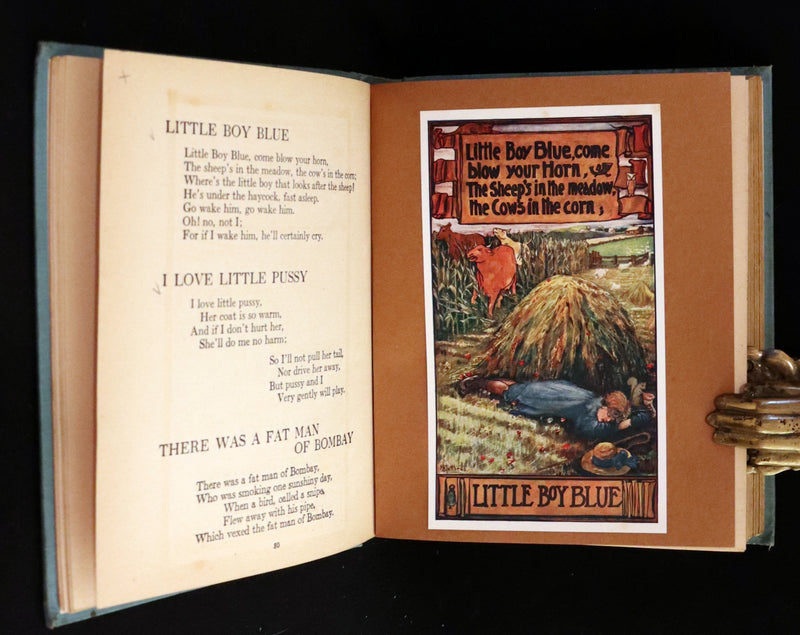 LITTLE BOY BLUE
Little Boy Blue, come blow your horn,
The sheep's in the meadow, the cow's in the corn;
Where's the little boy that looks after the sheep!
He's under the haycock, fast asleep.
Go wake him, go wake him.
Oh! no, not I;
For if I wake him, he'll certainly cry.
I LOVE LITTLE PUSSY
I love little pussy,
Her coat is so warm,
And if I don't hurt her,
She'll do me no harm;
So I'll not pull her tail,
Nor drive her away,
But pussy and I
Very gently will play.
THERE WAS A FAT MAN
OF BOMBAY
There was a fat man of Bombay,
Who was smoking one sunshiny day,
When a bird, called a snipe,
Flew away with his pipe,
Which vexed the fat man of Bombay.
80
Little Boy Blue, come
blow your Horn,
The Sheep's in the meadow,
the Cow's in the corn;
LITTLE BOY BLUE